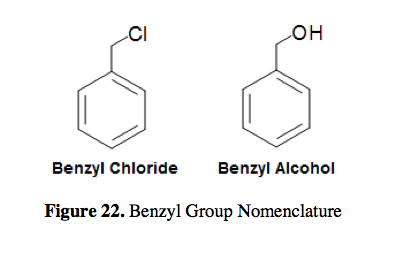 Cl
OH
Benzyl Chloride
Benzyl Alcohol
Figure 22. Benzyl Group Nomenclature